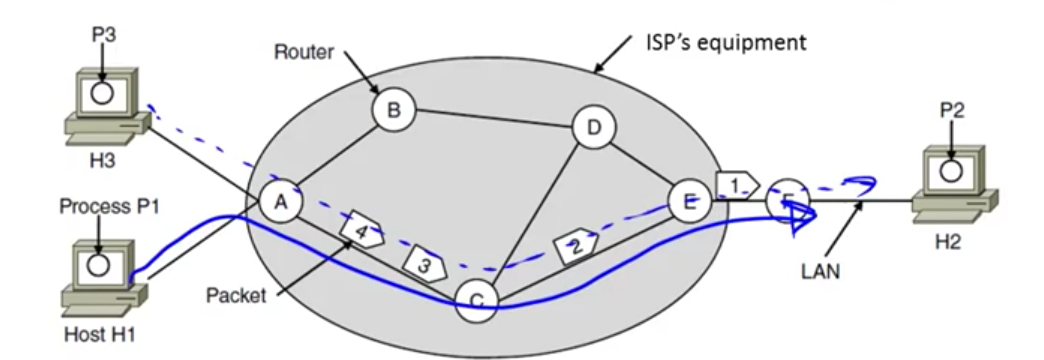 P3
Router
ISP's equipment
B
D
P2
H3
A
E
1
F
Process P1
4
3
2
H2
Packet
C
LAN
Host H1